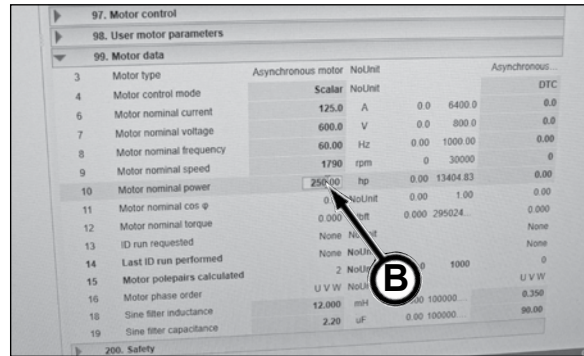 97. Motor control
98. User motor parameters
99. Motor data
3 Motor type Asynchronous motor NoUnit Asynchronous...
4 Motor control mode Scalar NoUnit DTC
6 Motor nominal current 125.0 A 0.0 6400.0 0.0
7 Motor nominal voltage 600.0 V 0.0 800.0 0.0
8 Motor nominal frequency 60.00 Hz 0.00 1000.00 0.00
9 Motor nominal speed 1790 rpm 0 30000 0
10 Motor nominal power 250.00 hp 0.00 13404.83 0.00
11 Motor nominal cos φ NoUnit 0.00 1.00 0.00
12 Motor nominal torque 0.000 lbft 0.000 295024... 0.000
13 ID run requested None None
14 Last ID run performed None NoUnit None
15 Motor polepairs calculated 2 1000 0
16 Motor phase order U V W U V W
18 Sine filter inductance 12.000 mH 100000... 0.350
19 Sine filter capacitance 2.20 uF 0.00 100000... 90.00
200. Safety
B